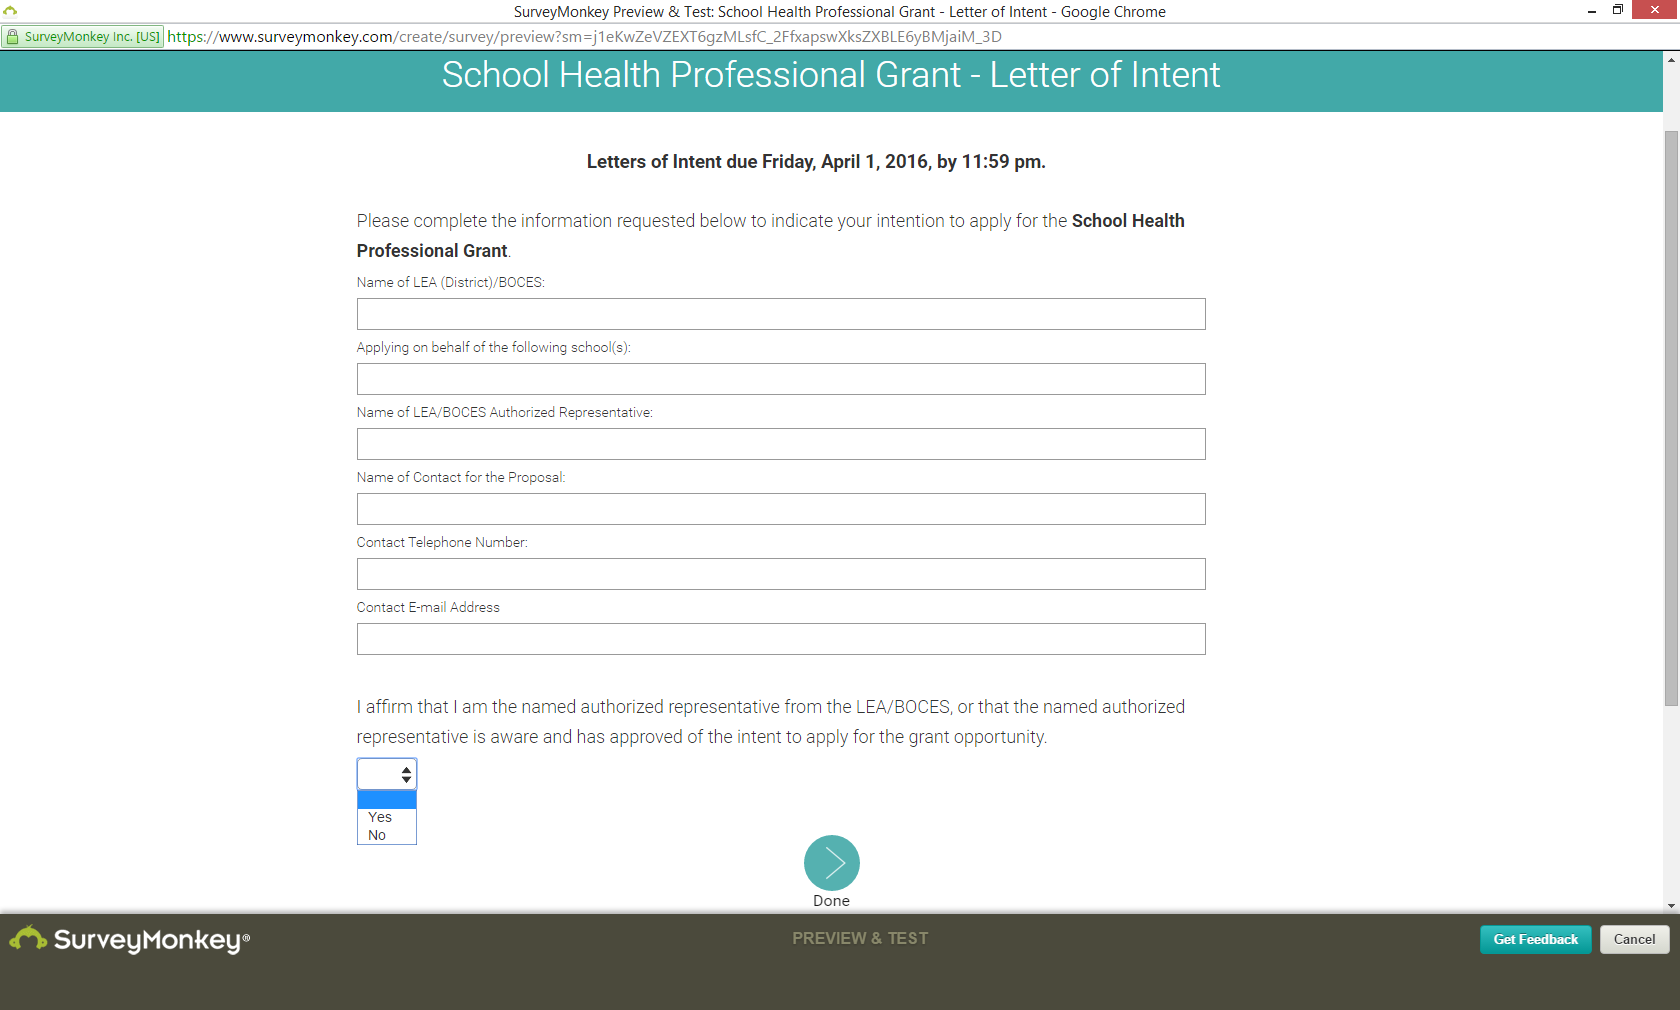 SurveyMonkey Preview & Test: School Health Professional Grant - Letter of Intent - Google Chrome
SurveyMonkey Inc. [US] https://www.surveymonkey.com/create/survey/preview?sm=j1eKwZeVZEXT6gzMLsfC_2FfxapswXksZXBLE6yBMjaiM_3D
School Health Professional Grant - Letter of Intent
Letters of Intent due Friday, April 1, 2016, by 11:59 pm.
Please complete the information requested below to indicate your intention to apply for the School Health
Professional Grant.
Name of LEA (District)/BOCES:
Applying on behalf of the following school(s):
Name of LEA/BOCES Authorized Representative:
Name of Contact for the Proposal:
Contact Telephone Number:
Contact E-mail Address
I affirm that I am the named authorized representative from the LEA/BOCES, or that the named authorized
representative is aware and has approved of the intent to apply for the grant opportunity.
Yes
No
Done
SurveyMonkey®
PREVIEW & TEST
Get Feedback
Cancel